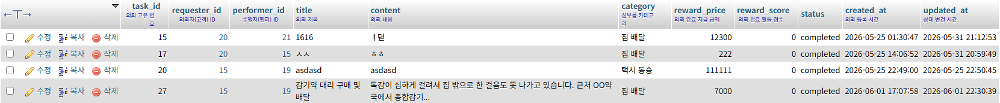 task_id requester_id performer_id title content category reward_price reward_score status created_at updated_at
의뢰 고유 번호 의뢰자(고객) ID 수행자(헬퍼) ID 의뢰 제목 의뢰 내용 심부름 카테고리 의뢰 완료 지급 금액 의뢰 완료 활동 점수 의뢰 등록 시간 상태 변경 시간
수정 복사 삭제 15 20 21 1616 ㅕ뎓 짐 배달 12300 0 completed 2026-05-25 01:30:47 2026-05-31 21:12:53
수정 복사 삭제 17 20 15 ㅅㅅ ㅎㅎ 짐 배달 222 0 completed 2026-05-25 14:06:52 2026-05-31 20:59:49
수정 복사 삭제 20 15 19 asdasd asdasd 택시 동승 111111 0 completed 2026-05-25 22:49:00 2026-05-25 22:50:45
수정 복사 삭제 27 15 19 감기약 대리 구매 및 배달 독감이 심하게 걸려서 집 밖으로 한 걸음도 못 나가고 있습니다. 근처 OO약국에서 종합감기... 짐 배달 7000 0 completed 2026-06-01 17:07:58 2026-06-01 22:30:39